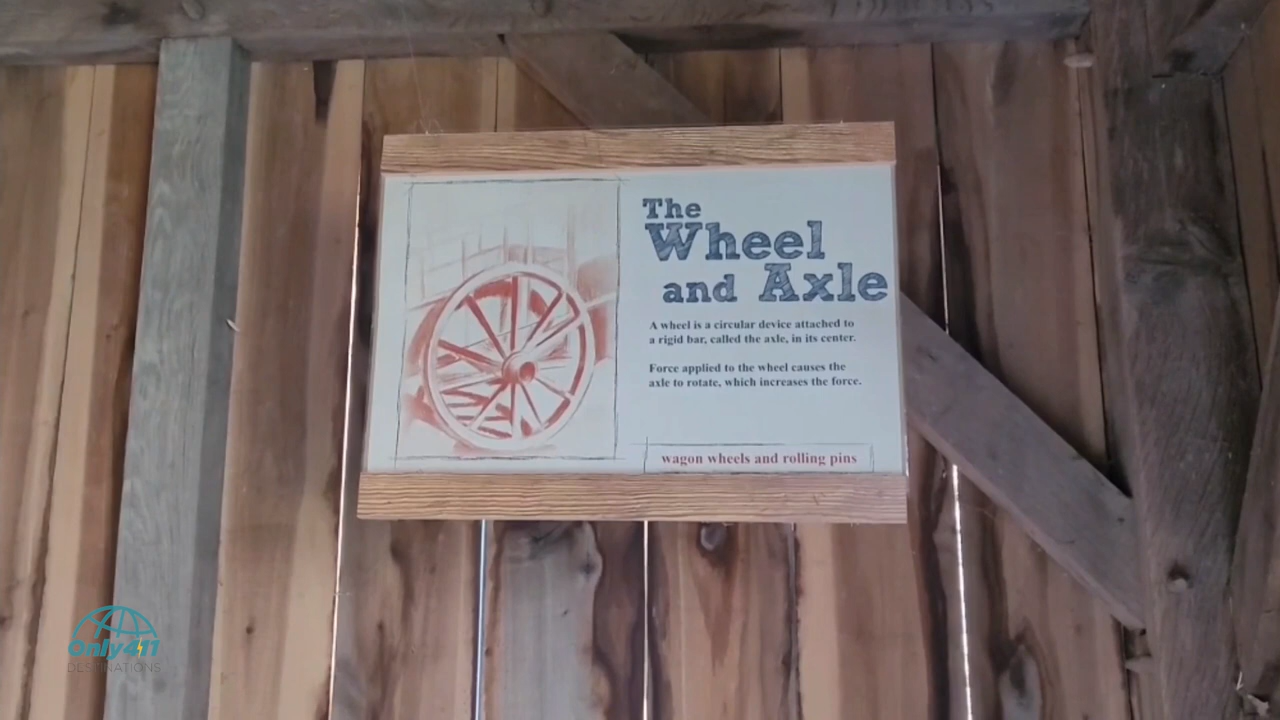 The
Wheel
and Axle
A wheel is a circular device attached to
a rigid bar, called the axle, in its center.
Force applied to the wheel causes the
axle to rotate, which increases the force.
wagon wheels and rolling pins
Only411
DESTINATIONS